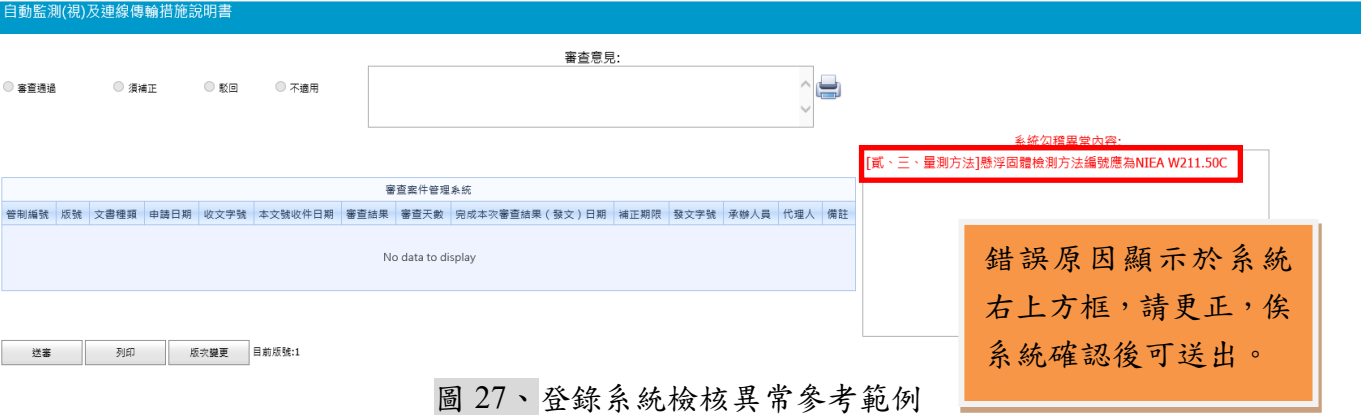 自動監測(視)及連線傳輸措施說明書
審查意見:
審查通過 須補正 駁回 不適用
系統勾稽異常內容:
[貳、三、量測方法]懸浮固體檢測方法編號應為NIEA W211.50C
審查案件管理系統
管制編號 版號 文書種類 申請日期 收文字號 本文號收件日期 審查結果 審查天數 完成本次審查結果(發文)日期 補正期限 發文字號 承辦人員 代理人 備註
No data to display
錯誤原因顯示於系統
右上方框，請更正，俟
系統確認後可送出。
送審 列印 版次變更 目前版號:1
圖 27、登錄系統檢核異常參考範例